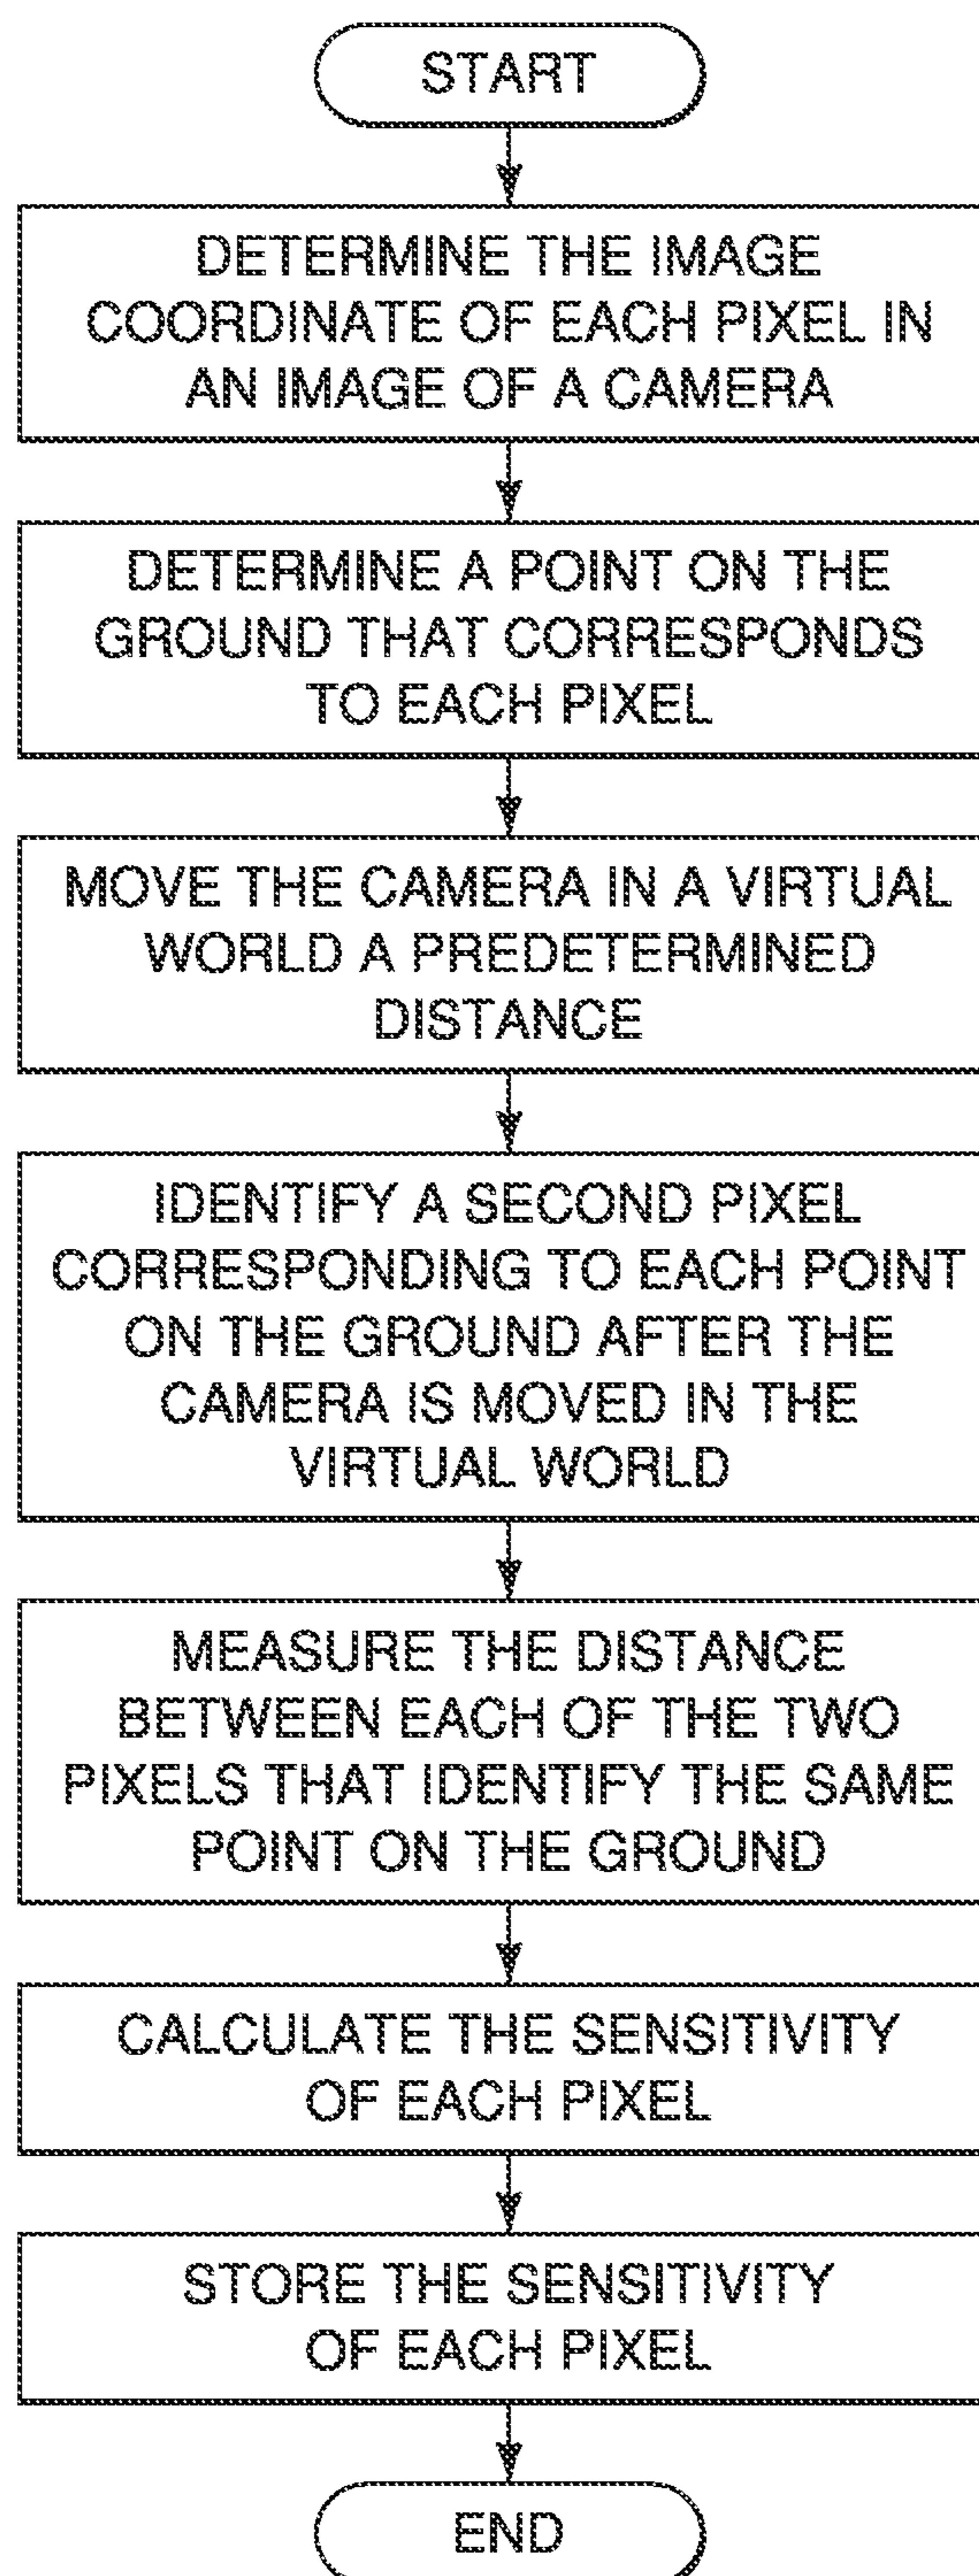 START
DETERMINE THE IMAGE
COORDINATE OF EACH PIXEL IN
AN IMAGE OF A CAMERA
DETERMINE A POINT ON THE
GROUND THAT CORRESPONDS
TO EACH PIXEL
MOVE THE CAMERA IN A VIRTUAL
WORLD A PREDETERMINED
DISTANCE
IDENTIFY A SECOND PIXEL
CORRESPONDING TO EACH POINT
ON THE GROUND AFTER THE
CAMERA IS MOVED IN THE
VIRTUAL WORLD
MEASURE THE DISTANCE
BETWEEN EACH OF THE TWO
PIXELS THAT IDENTIFY THE SAME
POINT ON THE GROUND
CALCULATE THE SENSITIVITY
OF EACH PIXEL
STORE THE SENSITIVITY
OF EACH PIXEL
END